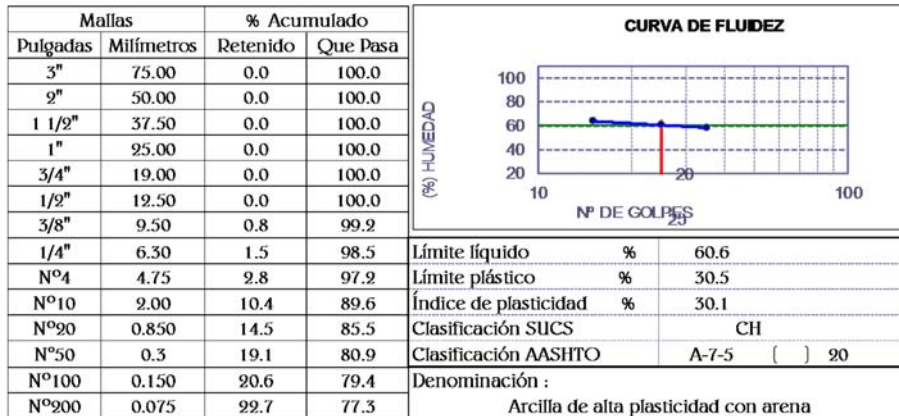 Mallas % Acumulado
Pulgadas Milímetros Retenido Que Pasa
3" 75.00 0.0 100.0
2" 50.00 0.0 100.0
1 1/2" 37.50 0.0 100.0
1" 25.00 0.0 100.0
3/4" 19.00 0.0 100.0
1/2" 12.50 0.0 100.0
3/8" 9.50 0.8 99.2
1/4" 6.30 1.5 98.5
Nº4 4.75 2.8 97.2
Nº10 2.00 10.4 89.6
Nº20 0.850 14.5 85.5
N°50 0.3 19.1 80.9
Nº100 0.150 20.6 79.4
Nº200 0.075 22.7 77.3
CURVA DE FLUIDEZ
(%) HUMEDAD
100
80
60
40
20
20
10 100
Nº DE GOLPES
25
Límite líquido % 60.6
Límite plástico % 30.5
Índice de plasticidad % 30.1
Clasificación SUCS CH
Clasificación AASHTO A-7-5 ( ) 20
Denominación :
Arcilla de alta plasticidad con arena